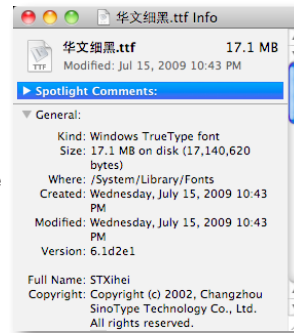 华文细黑.ttf Info
华文细黑.ttf 17.1 MB
Modified: Jul 15, 2009 10:43 PM
TTF
Spotlight Comments:
General:
Kind: Windows TrueType font
Size: 17.1 MB on disk (17,140,620
bytes)
Where: /System/Library/Fonts
Created: Wednesday, July 15, 2009 10:43
PM
Modified: Wednesday, July 15, 2009 10:43
PM
Version: 6.1d2e1
Full Name: STXihei
Copyright: Copyright (c) 2002, Changzhou
SinoType Technology Co., Ltd.
All rights reserved.